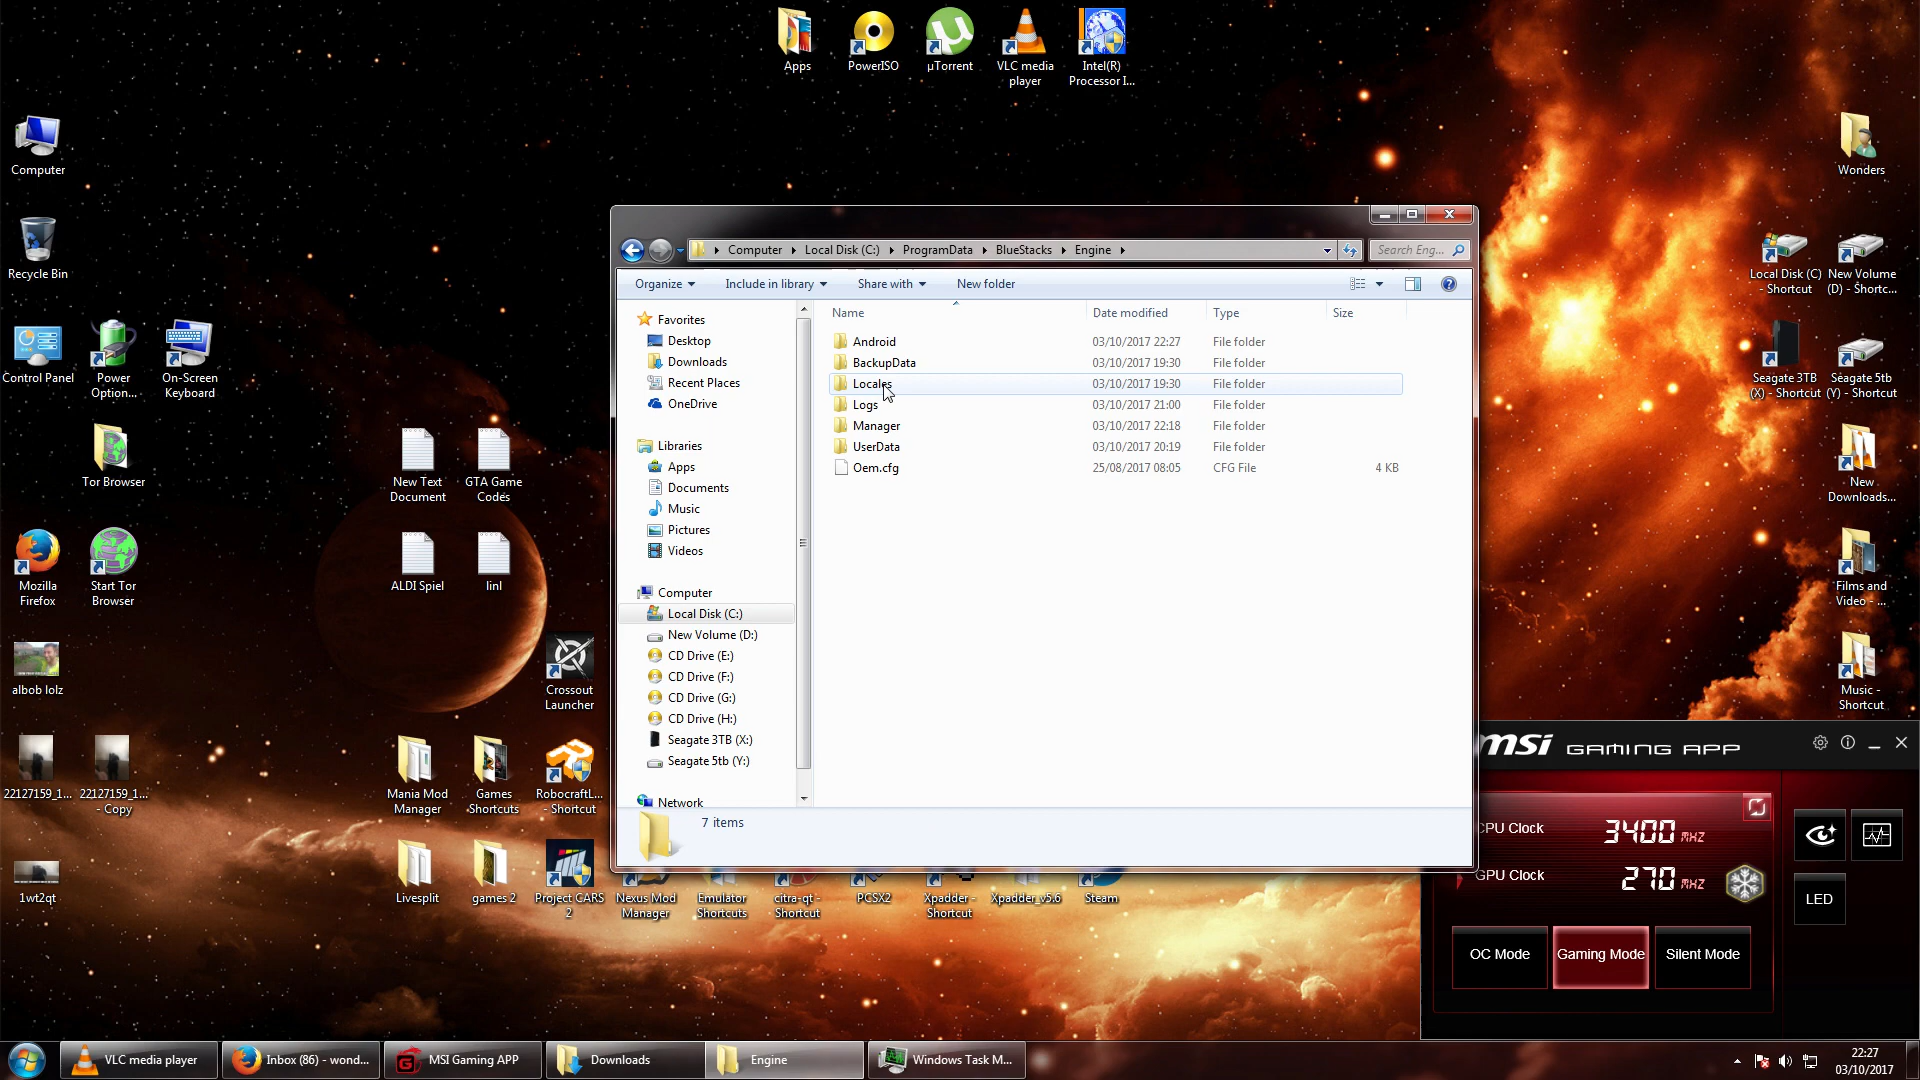 Apps
PowerISO
µTorrent
VLC media
player
Intel(R)
Processor I...
Computer
Wonders
Recycle Bin
Local Disk (C)
- Shortcut
New Volume
(D) - Shortc...
Control Panel
Power
Option...
On-Screen
Keyboard
Seagate 3TB
(X) - Shortcut
Seagate 5tb
(Y) - Shortcut
Tor Browser
New Text
Document
GTA Game
Codes
New
Downloads...
Mozilla
Firefox
Start Tor
Browser
ALDI Spiel
linl
Films and
Video - ...
albob lolz
Crossout
Launcher
Music -
Shortcut
22127159_1...
22127159_1...
- Copy
Mania Mod
Manager
Games
Shortcuts
RobocraftL...
- Shortcut
1wt2qt
Livesplit
games 2
Project CARS
2
Nexus Mod
Manager
Emulator
Shortcuts
citra-qt -
Shortcut
PCSX2
Xpadder -
Shortcut
Xpadder_v5.6
Steam
Computer
Local Disk (C:)
ProgramData
BlueStacks
Engine
Search Eng...
Organize
Include in library
Share with
New folder
Favorites
Desktop
Downloads
Recent Places
OneDrive
Libraries
Apps
Documents
Music
Pictures
Videos
Computer
Local Disk (C:)
New Volume (D:)
CD Drive (E:)
CD Drive (F:)
CD Drive (G:)
CD Drive (H:)
Seagate 3TB (X:)
Seagate 5tb (Y:)
Network
Name Date modified Type Size
Android 03/10/2017 22:27 File folder
BackupData 03/10/2017 19:30 File folder
Locales 03/10/2017 19:30 File folder
Logs 03/10/2017 21:00 File folder
Manager 03/10/2017 22:18 File folder
UserData 03/10/2017 20:19 File folder
Oem.cfg 25/08/2017 08:05 CFG File 4 KB
7 items
msi GAMING APP
CPU Clock 3400 MHZ
GPU Clock 270 MHZ
LED
OC Mode
Gaming Mode
Silent Mode
VLC media player
Inbox (86) - wond...
MSI Gaming APP
Downloads
Engine
Windows Task M...
22:27
03/10/2017